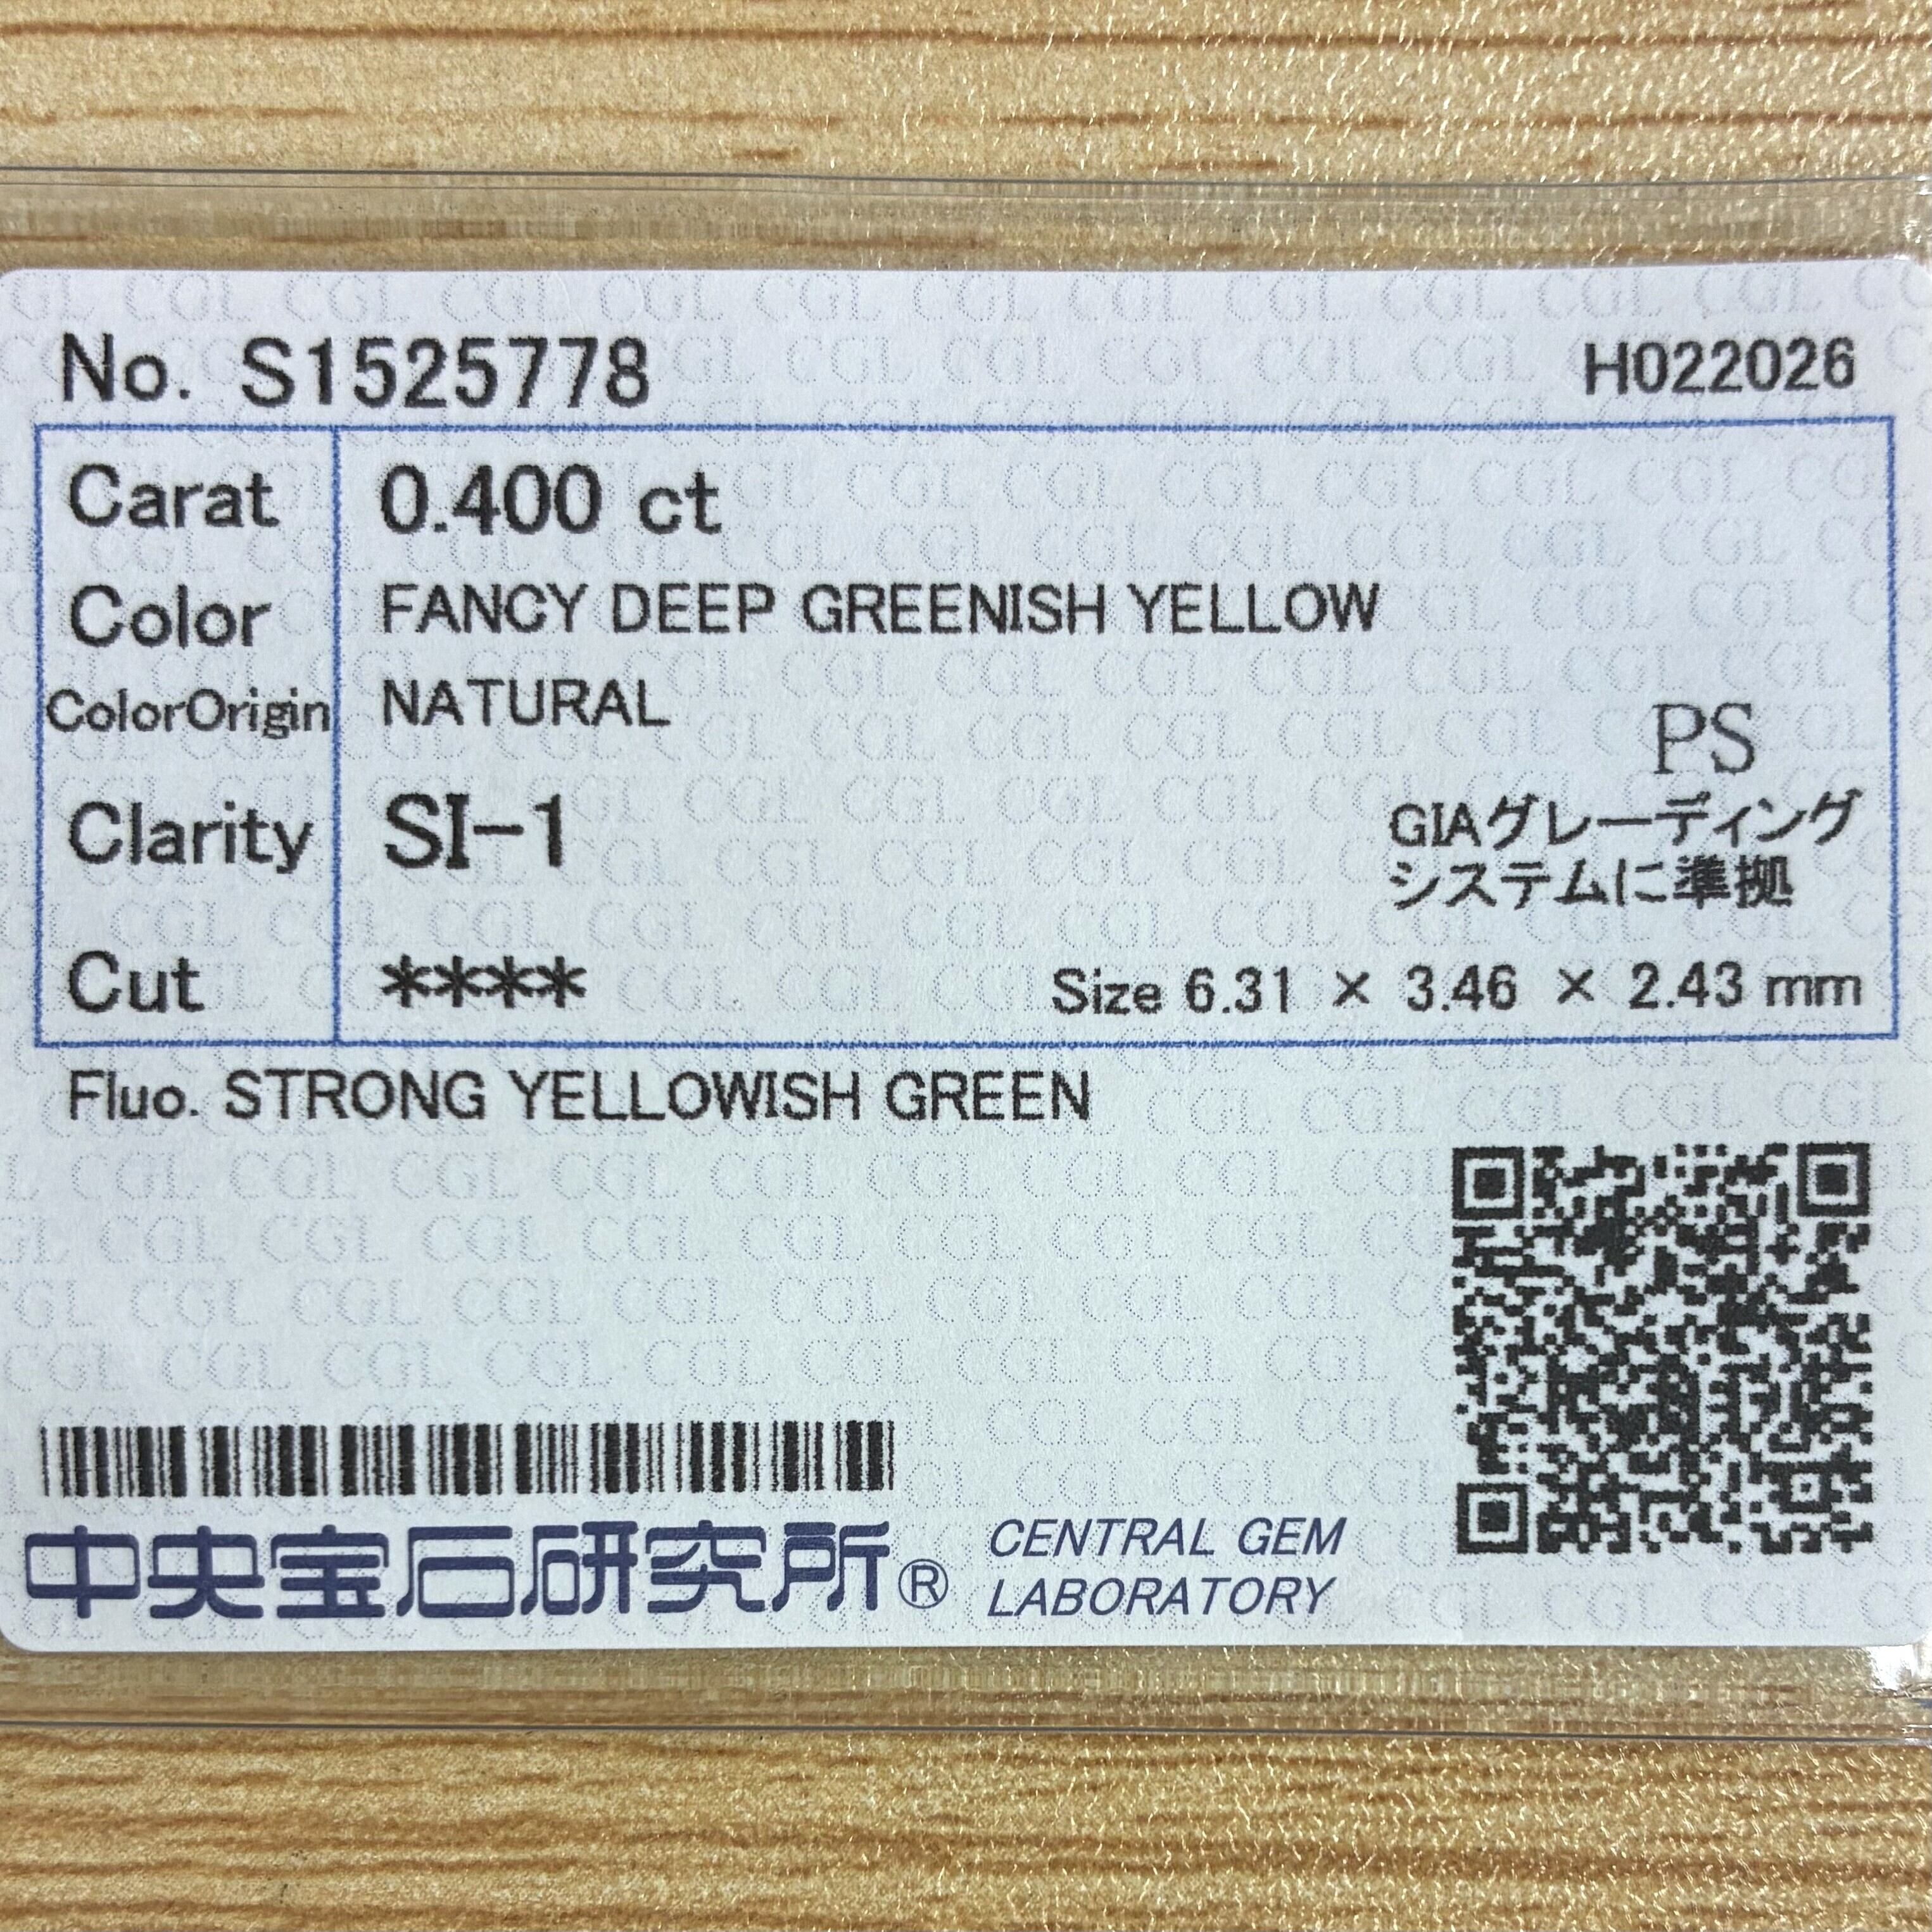 No. S1525778 H022026
Carat 0.400 ct
Color FANCY DEEP GREENISH YELLOW
ColorOrigin NATURAL
PS
Clarity SI-1
GIAグレーディング
システムに準拠
Cut **** Size 6.31 × 3.46 × 2.43 mm
Fluo. STRONG YELLOWISH GREEN
中央宝石研究所® CENTRAL GEM
LABORATORY